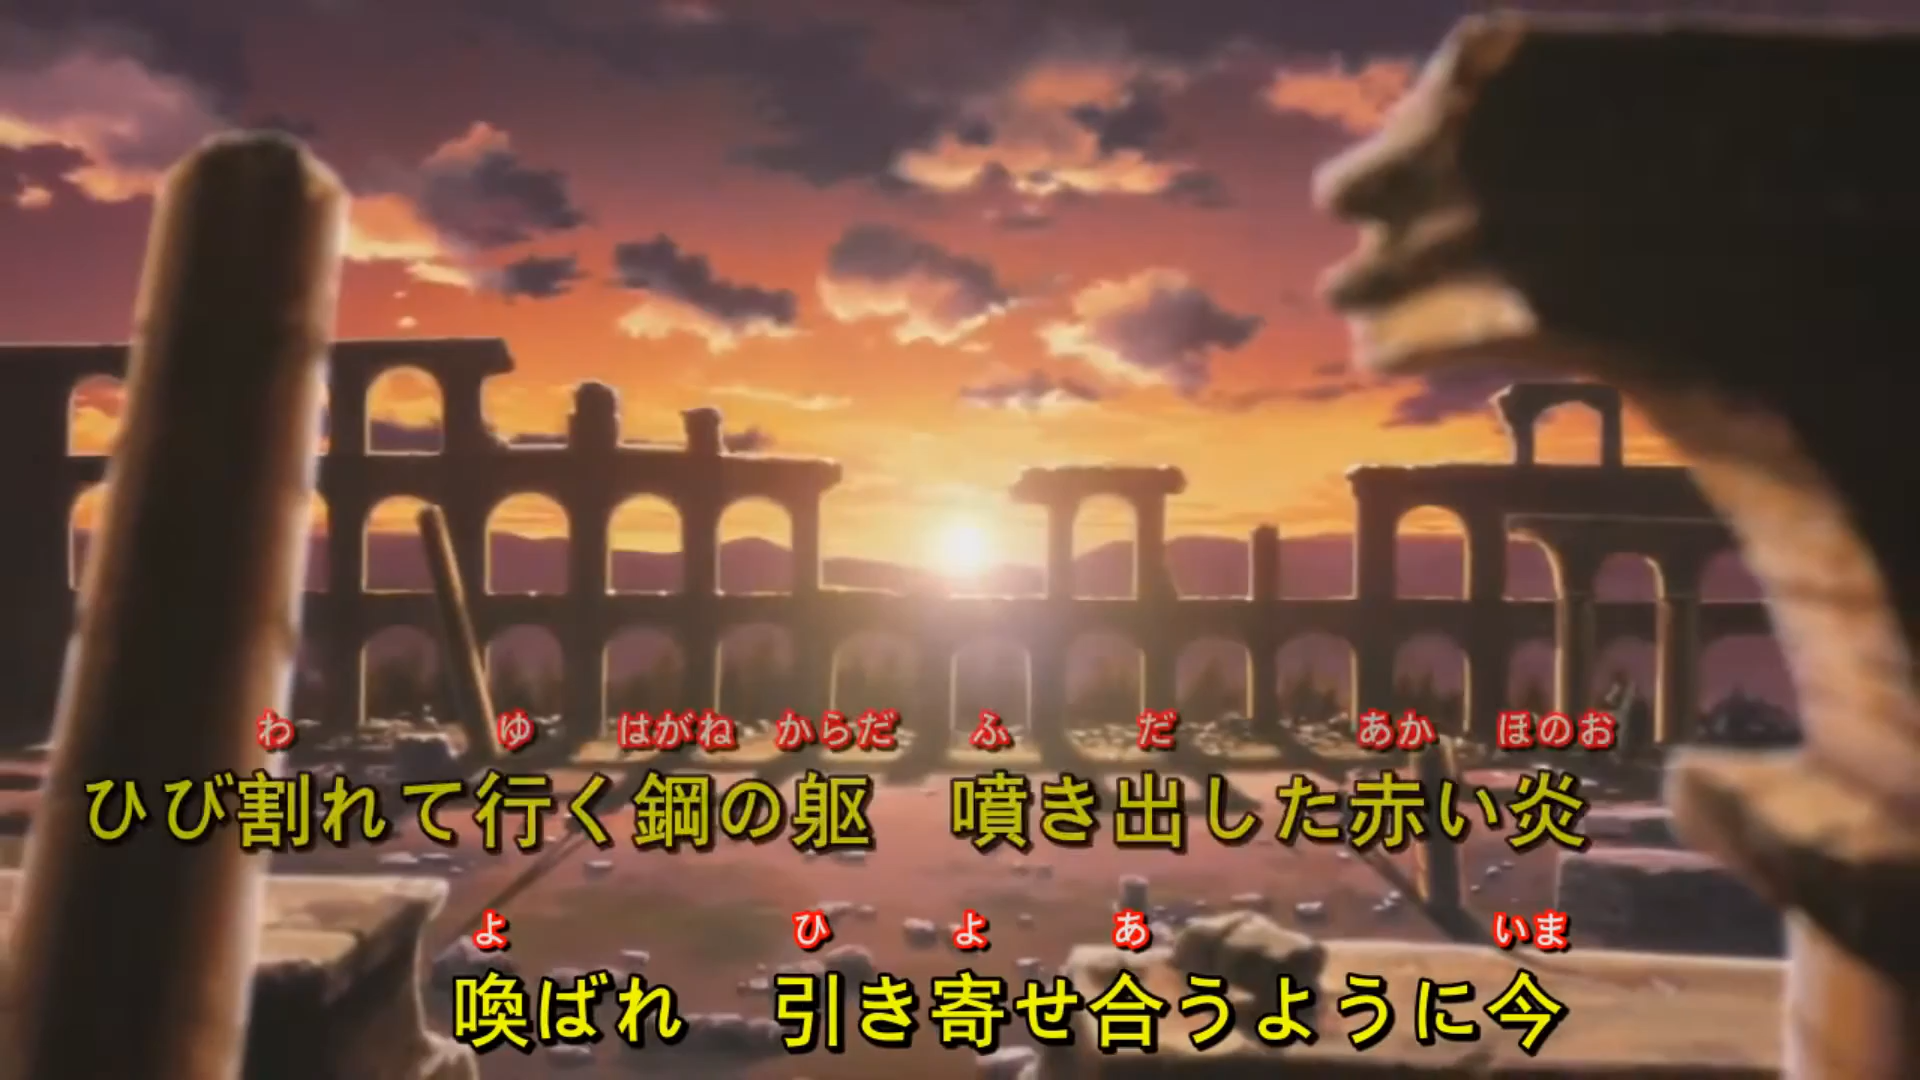 わ ゆ はがね からだ ふ だ あか ほのお
ひび割れて行く鋼の躯　噴き出した赤い炎
よ ひ よ あ いま
喚ばれ　引き寄せ合うように今